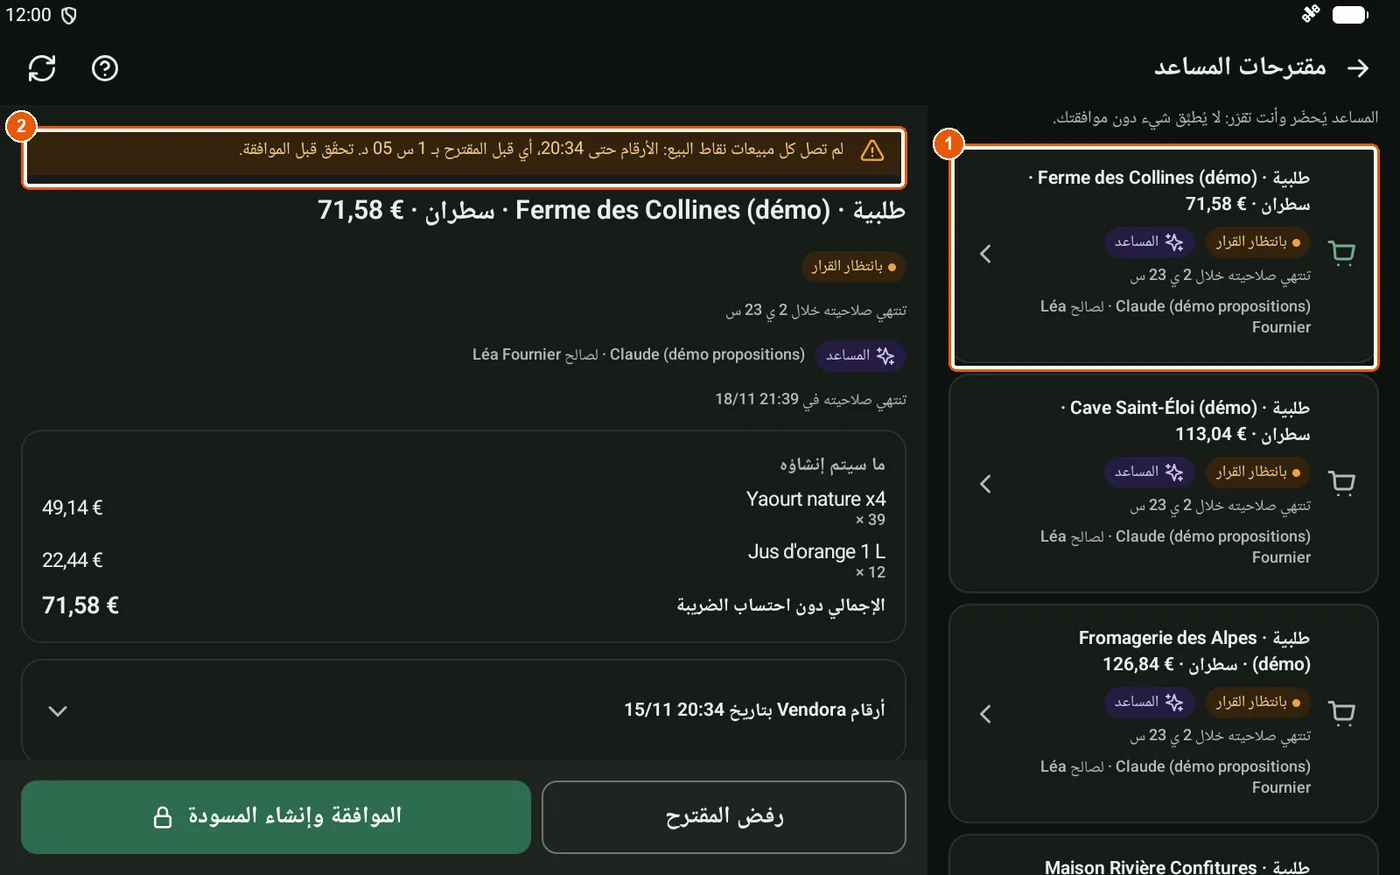 12:00
مقترحات المساعد
المساعد يُحضّر وأنت تقرّر: لا يُطبَّق شيء دون موافقتك.
1
طلبية · Ferme des Collines (démo) ·
سطران · 71,58 €
بانتظار القرار
المساعد
تنتهي صلاحيته خلال 2 ي 23 س
Claude (démo propositions) · لصالح Léa
Fournier
طلبية · Cave Saint-Éloi (démo) ·
سطران · 113,04 €
بانتظار القرار
المساعد
تنتهي صلاحيته خلال 2 ي 23 س
Claude (démo propositions) · لصالح Léa
Fournier
طلبية · Fromagerie des Alpes
(démo) · سطران · 126,84 €
بانتظار القرار
المساعد
تنتهي صلاحيته خلال 2 ي 23 س
Claude (démo propositions) · لصالح Léa
Fournier
طلبية · Maison Rivière Confitures
2
لم تصل كل مبيعات نقاط البيع: الأرقام حتى 20:34، أي قبل المقترح بـ 1 س 05 د. تحقّق قبل الموافقة.
طلبية · Ferme des Collines (démo) · سطران · 71,58 €
بانتظار القرار
تنتهي صلاحيته خلال 2 ي 23 س
المساعد
Claude (démo propositions) · لصالح Léa Fournier
تنتهي صلاحيته في 18/11 21:39
ما سيتم إنشاؤه
Yaourt nature x4
49,14 €
× 39
Jus d'orange 1 L
22,44 €
× 12
الإجمالي دون احتساب الضريبة
71,58 €
أرقام Vendora بتاريخ 15/11 20:34
رفض المقترح
الموافقة وإنشاء المسودة